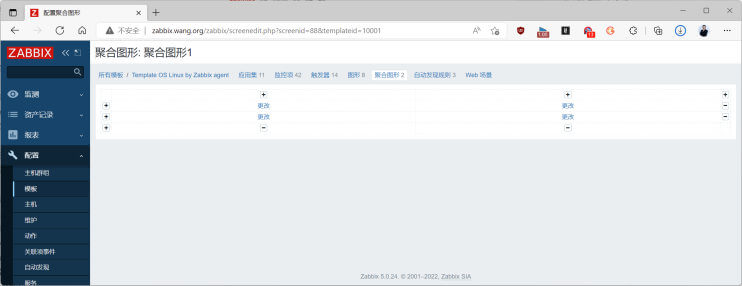 配置聚合图形
不安全 zabbix.wang.org/zabbix/screenedit.php?screenid=88&templateid=10001
ZABBIX
聚合图形: 聚合图形1
所有模板 / Template OS Linux by Zabbix agent 应用集 11 监控项 42 触发器 14 图形 8 聚合图形 2 自动发现规则 3 Web 场景
监测
资产记录
报表
配置
主机群组
模板
主机
维护
动作
关联项事件
自动发现
服务
更改 更改
更改 更改
Zabbix 5.0.24. © 2001–2022, Zabbix SIA